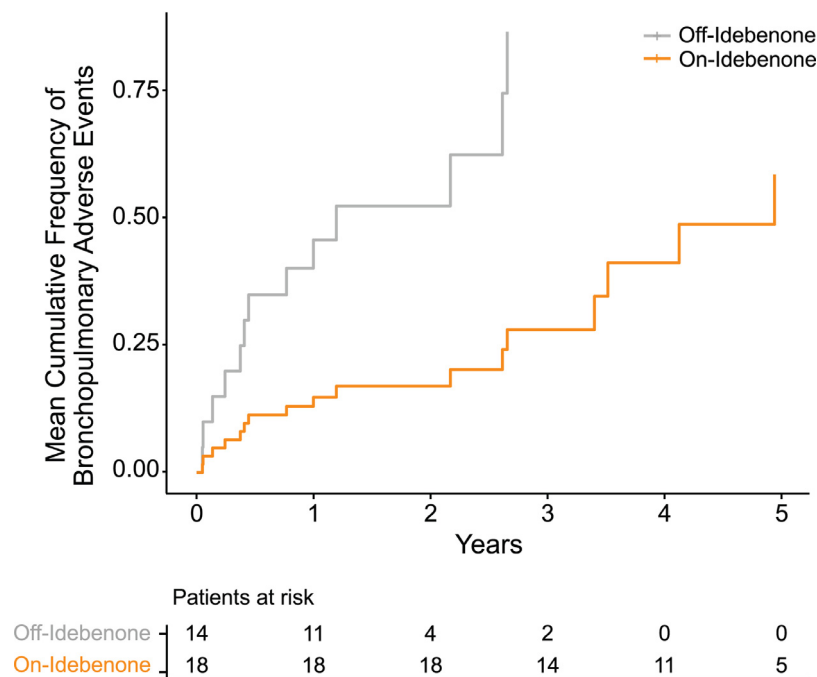 Off-Idebenone
On-Idebenone
Mean Cumulative Frequency of
Bronchopulmonary Adverse Events
0.75
0.50
0.25
0.00
0 1 2 3 4 5
Years
Patients at risk
Off-Idebenone 14 11 4 2 0 0
On-Idebenone 18 18 18 14 11 5